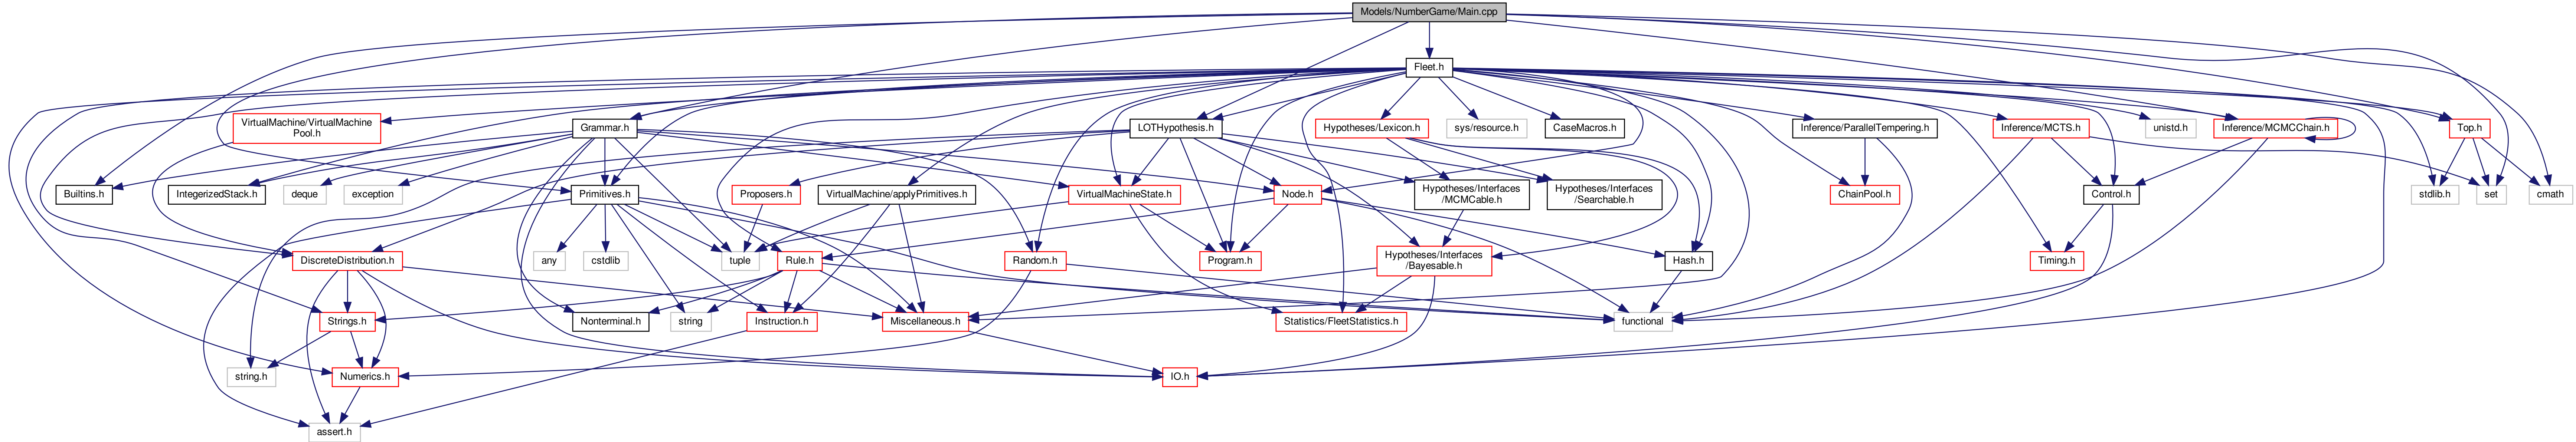 Models/NumberGame/Main.cpp
Fleet.h
VirtualMachine/VirtualMachine
Pool.h
Grammar.h
LOTHypothesis.h
Hypotheses/Lexicon.h
sys/resource.h
CaseMacros.h
Inference/ParallelTempering.h
Inference/MCTS.h
unistd.h
Inference/MCMCChain.h
Top.h
Builtins.h
IntegerizedStack.h
deque
exception
Primitives.h
Proposers.h
VirtualMachine/applyPrimitives.h
VirtualMachineState.h
Node.h
Hypotheses/Interfaces
/MCMCable.h
Hypotheses/Interfaces
/Searchable.h
ChainPool.h
Control.h
stdlib.h
set
cmath
DiscreteDistribution.h
any
cstdlib
tuple
Rule.h
Random.h
Program.h
Hypotheses/Interfaces
/Bayesable.h
Hash.h
Timing.h
Strings.h
Nonterminal.h
string
Instruction.h
Miscellaneous.h
Statistics/FleetStatistics.h
functional
string.h
Numerics.h
IO.h
assert.h